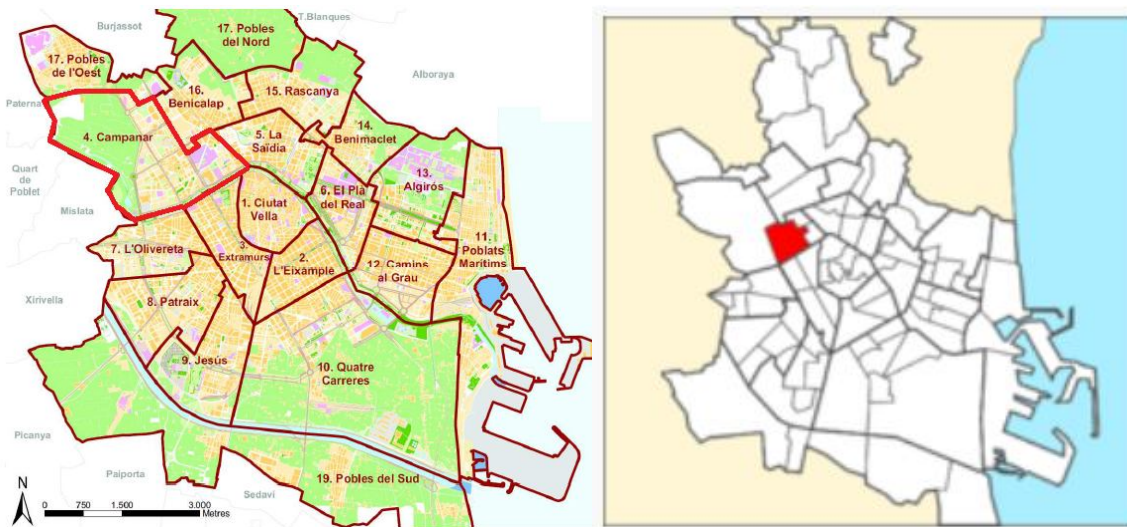 Burjassot
T.Blanques
17. Pobles
del Nord
17. Pobles
de l'Oest
Alboraya
16.
Benicalap
15. Rascanya
Paterna
4. Campanar
5. La
Saïdia
14.
Benimaclet
13.
Algirós
Quart
de
Poblet
6. El Pla
del Real
1. Ciutat
Vella
Mislata
11.
Poblats
Marítims
7. L'Olivereta
3.
Extramurs
2.
L'Eixample
12. Camins
al Grau
Xirivella
8. Patraix
9. Jesús
10. Quatre
Carreres
Picanya
Paiporta
Sedaví
19. Pobles del Sud
N
0 750 1.500 3.000
Metres